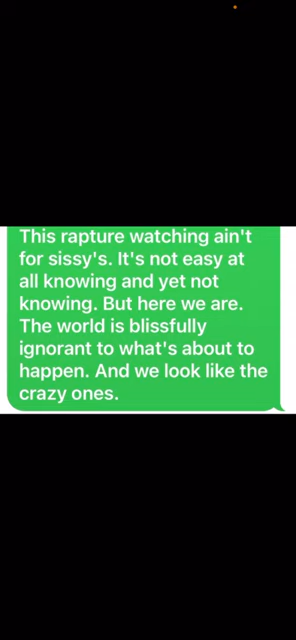 This rapture watching ain't
for sissy's. It's not easy at
all knowing and yet not
knowing. But here we are.
The world is blissfully
ignorant to what's about to
happen. And we look like the
crazy ones.